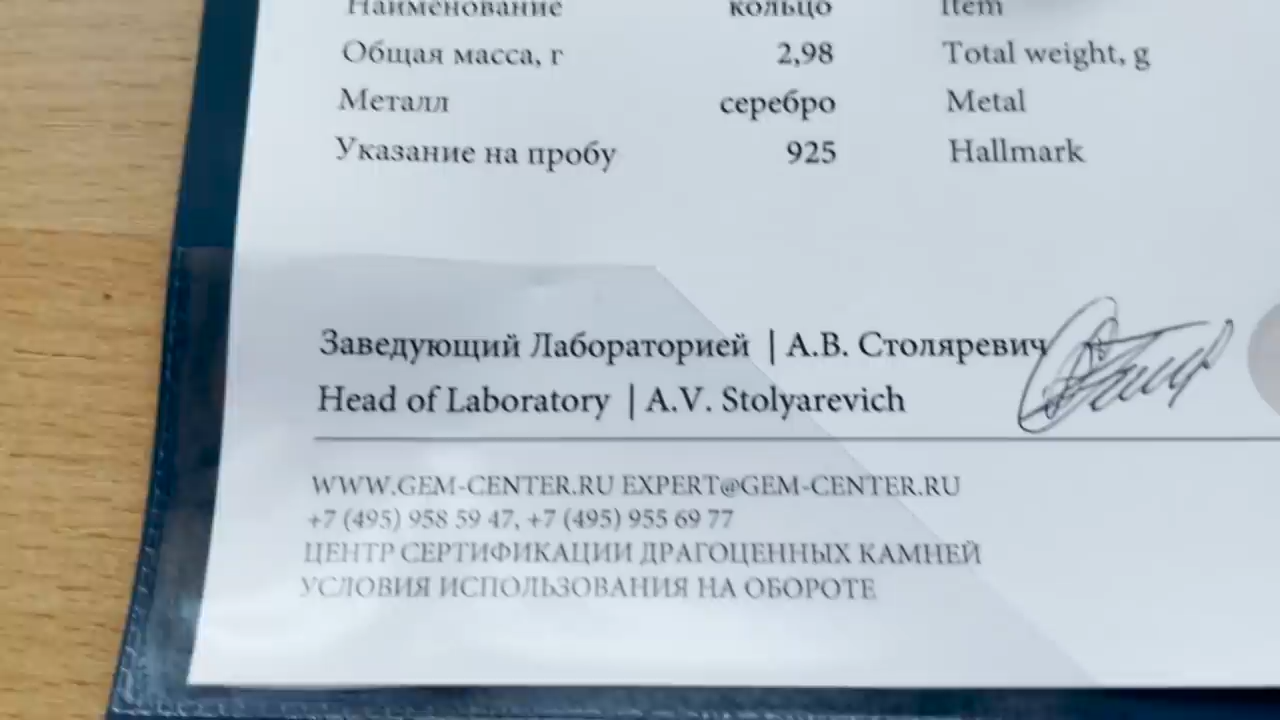 Наименование кольцо Item
Общая масса, г 2,98 Total weight, g
Металл серебро Metal
Указание на пробу 925 Hallmark
Заведующий Лабораторией | А.В. Столяревич
Head of Laboratory | A.V. Stolyarevich
WWW.GEM-CENTER.RU EXPERT@GEM-CENTER.RU
+7 (495) 958 59 47, +7 (495) 955 69 77
ЦЕНТР СЕРТИФИКАЦИИ ДРАГОЦЕННЫХ КАМНЕЙ
УСЛОВИЯ ИСПОЛЬЗОВАНИЯ НА ОБОРОТЕ